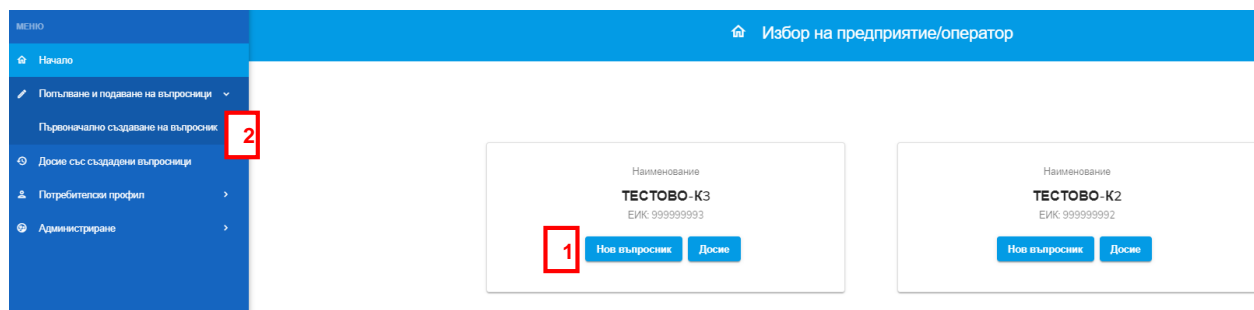 МЕНЮ
Начало
Попълване и подаване на въпросници
Първоначално създаване на въпросник
2
Досие със създадени въпросници
Потребителски профил
Администриране
Избор на предприятие/оператор
Наименование
ТЕСТОВО-К3
ЕИК: 999999993
1
Нов въпросник Досие
Наименование
ТЕСТОВО-К2
ЕИК: 999999992
Нов въпросник Досие